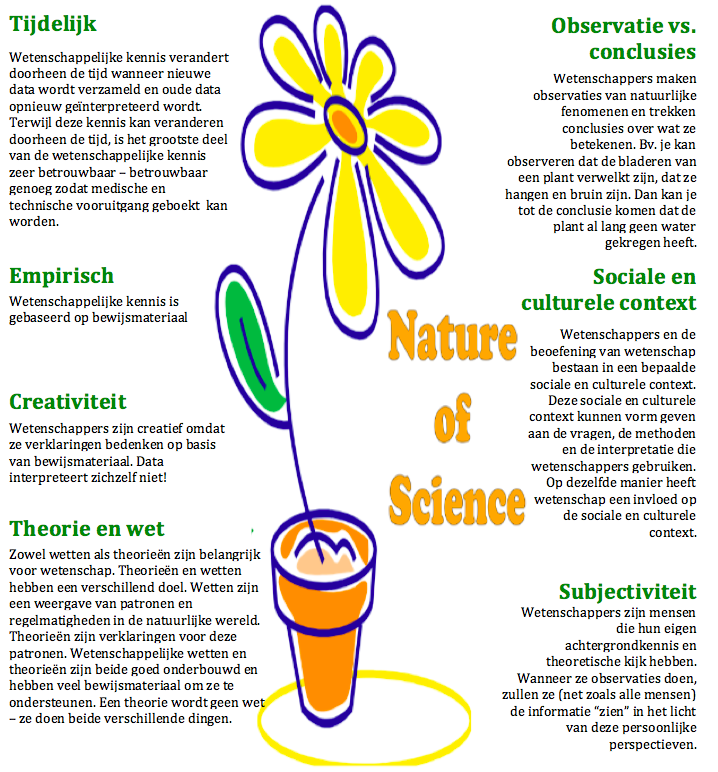 Tijdelijk
Wetenschappelijke kennis verandert
doorheen de tijd wanneer nieuwe
data wordt verzameld en oude data
opnieuw geïnterpreteerd wordt.
Terwijl deze kennis kan veranderen
doorheen de tijd, is het grootste deel
van de wetenschappelijke kennis
zeer betrouwbaar – betrouwbaar
genoeg zodat medische en
technische vooruitgang geboekt kan
worden.
Empirisch
Wetenschappelijke kennis is
gebaseerd op bewijsmateriaal
Creativiteit
Wetenschappers zijn creatief omdat
ze verklaringen bedenken op basis
van bewijsmateriaal. Data
interpreteert zichzelf niet!
Theorie en wet
Zowel wetten als theorieën zijn belangrijk
voor wetenschap. Theorieën en wetten
hebben een verschillend doel. Wetten zijn
een weergave van patronen en
regelmatigheden in de natuurlijke wereld.
Theorieën zijn verklaringen voor deze
patronen. Wetenschappelijke wetten en
theorieën zijn beide goed onderbouwd en
hebben veel bewijsmateriaal om ze te
ondersteunen. Een theorie wordt geen wet
– ze doen beide verschillende dingen.
Nature
of
Science
Observatie vs.
conclusies
Wetenschappers maken
observaties van natuurlijke
fenomenen en trekken
conclusies over wat ze
betekenen. Bv. je kan
observeren dat de bladeren van
een plant verwelkt zijn, dat ze
hangen en bruin zijn. Dan kan je
tot de conclusie komen dat de
plant al lang geen water
gekregen heeft.
Sociale en
culturele context
Wetenschappers en de
beoefening van wetenschap
bestaan in een bepaalde
sociale en culturele context.
Deze sociale en culturele
context kunnen vorm geven
aan de vragen, de methoden
en de interpretatie die
wetenschappers gebruiken.
Op dezelfde manier heeft
wetenschap een invloed op
de sociale en culturele
context.
Subjectiviteit
Wetenschappers zijn mensen
die hun eigen
achtergrondkennis en
theoretische kijk hebben.
Wanneer ze observaties doen,
zullen ze (net zoals alle mensen)
de informatie “zien” in het licht
van deze persoonlijke
perspectieven.